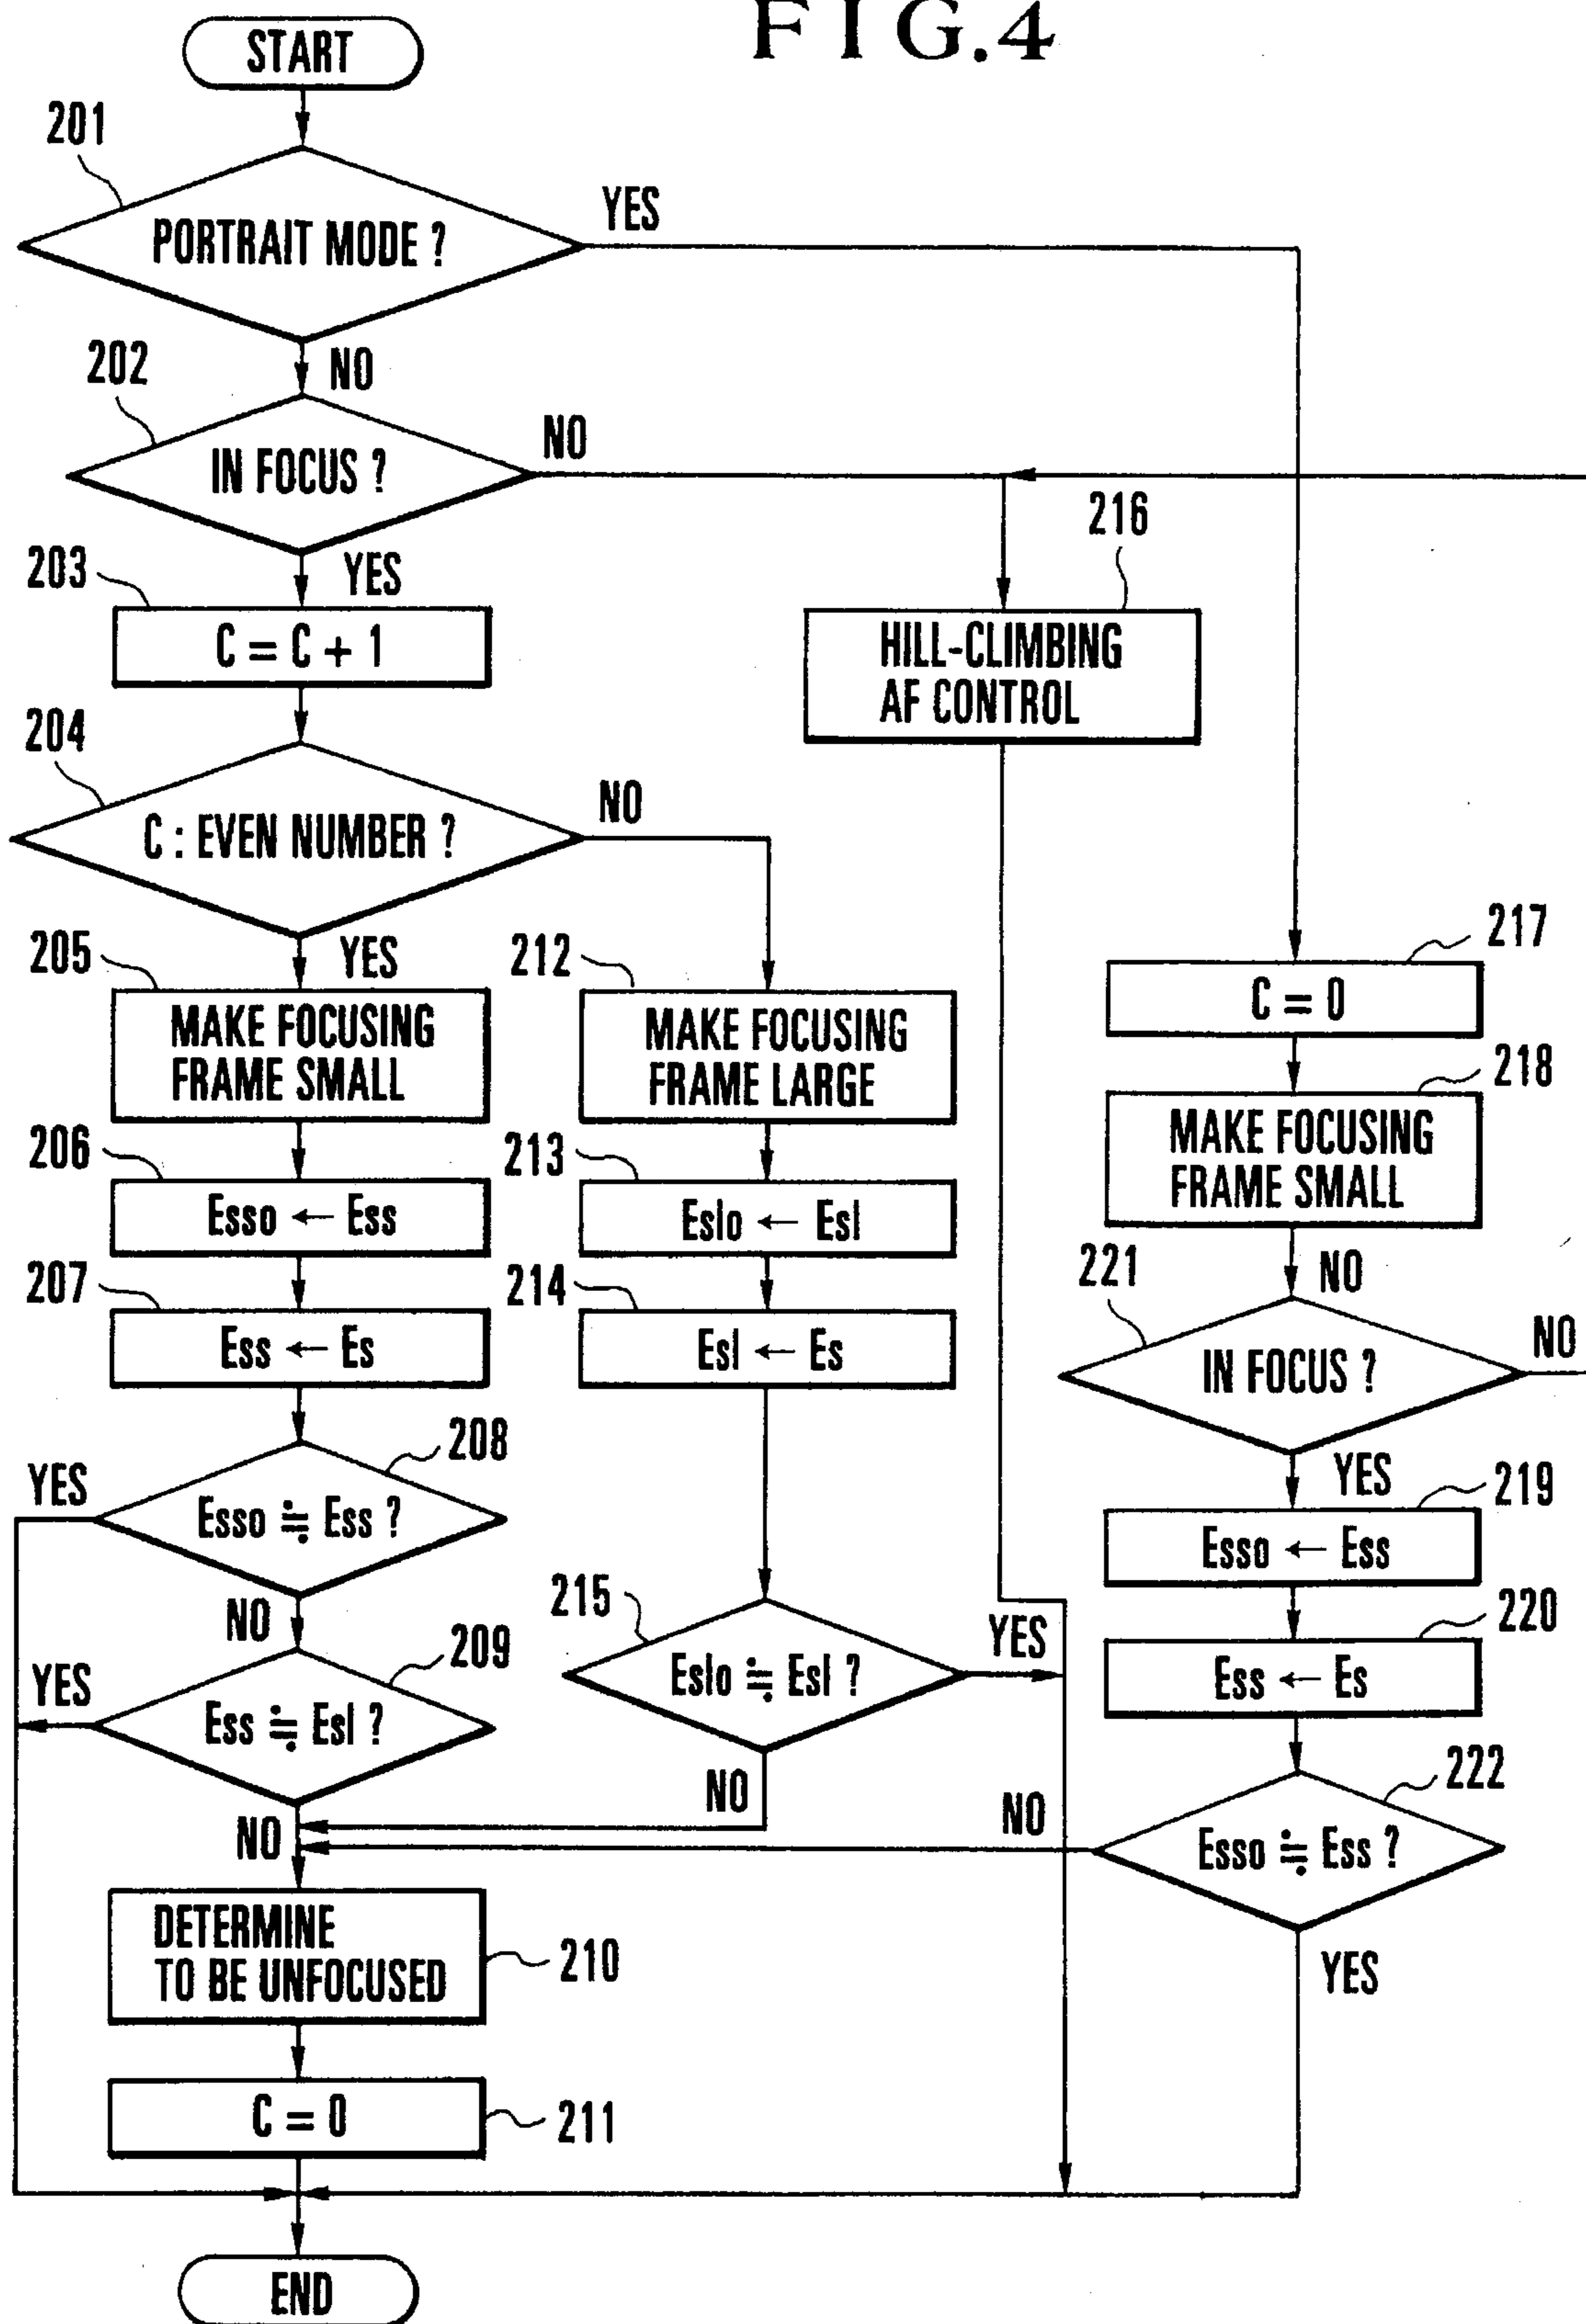 FIG.4
START
201
PORTRAIT MODE ?
YES
NO
202
IN FOCUS ?
NO
YES
203
C = C + 1
204
C : EVEN NUMBER ?
NO
YES
205
MAKE FOCUSING
FRAME SMALL
206
Esso ← Ess
207
Ess ← Es
208
Esso ≒ Ess ?
YES
NO
209
Ess ≒ Esl ?
YES
NO
DETERMINE
TO BE UNFOCUSED
210
C = 0
211
END
212
MAKE FOCUSING
FRAME LARGE
213
Eslo ← Esl
214
Esl ← Es
215
Eslo ≒ Esl ?
YES
NO
216
HILL-CLIMBING
AF CONTROL
217
C = 0
218
MAKE FOCUSING
FRAME SMALL
NO
221
IN FOCUS ?
NO
YES
219
Esso ← Ess
220
Ess ← Es
222
Esso ≒ Ess ?
NO
YES